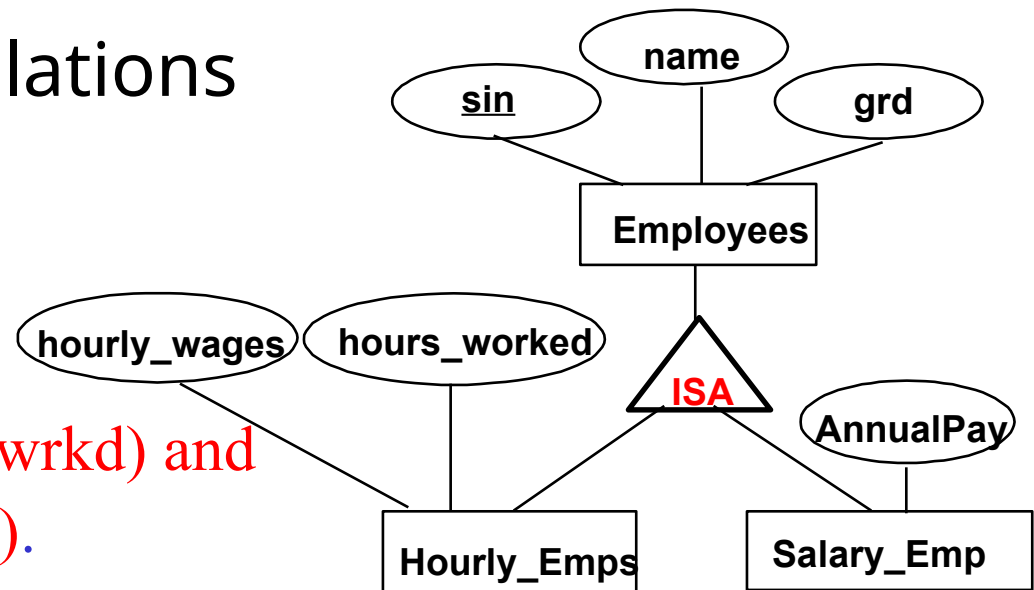 lations
name
sin
grd
Employees
hourly_wages
hours_worked
ISA
AnnualPay
wrkd) and
).
Hourly_Emps
Salary_Emp